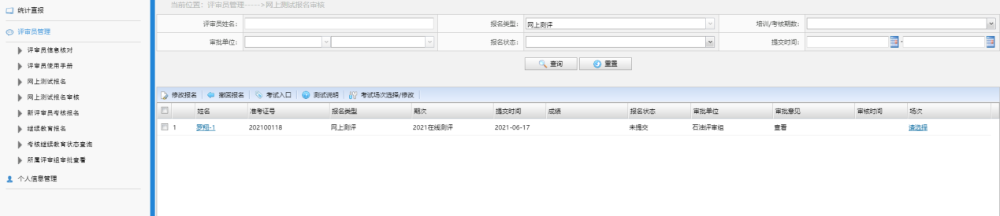 统计直报
评审员管理
评审员信息核对
评审员使用手册
网上测试报名
网上测试报名审核
新评审员考核报名
继续教育报名
考核继续教育状态查询
所属评审组审批查看
个人信息管理
当前位置：评审员管理----->网上测试报名审核
评审员姓名： 报名类型： 网上测评 培训/考核期数：
审批单位： 报名状态： 提交时间： -
查询 重置
修改报名 撤回报名 考试入口 测试说明 考试场次选择/修改
姓名 准考证号 报名类型 期次 提交时间 成绩 报名状态 审批单位 审批意见 审核时间 场次
1 罗翔-1 202100118 网上测评 2021在线测评 2021-06-17 未提交 石油评审组 查看 请选择